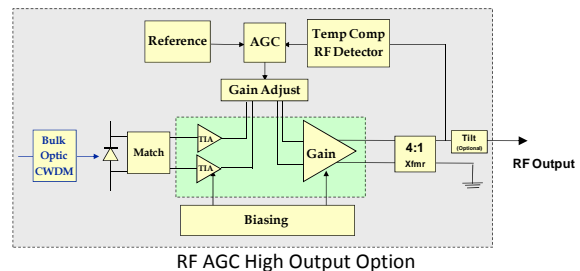 Reference
AGC
Temp Comp
RF Detector
Gain Adjust
Bulk
Optic
CWDM
Match
TIA
TIA
Gain
4:1
Xfmr
Tilt
(Optional)
RF Output
Biasing
RF AGC High Output Option